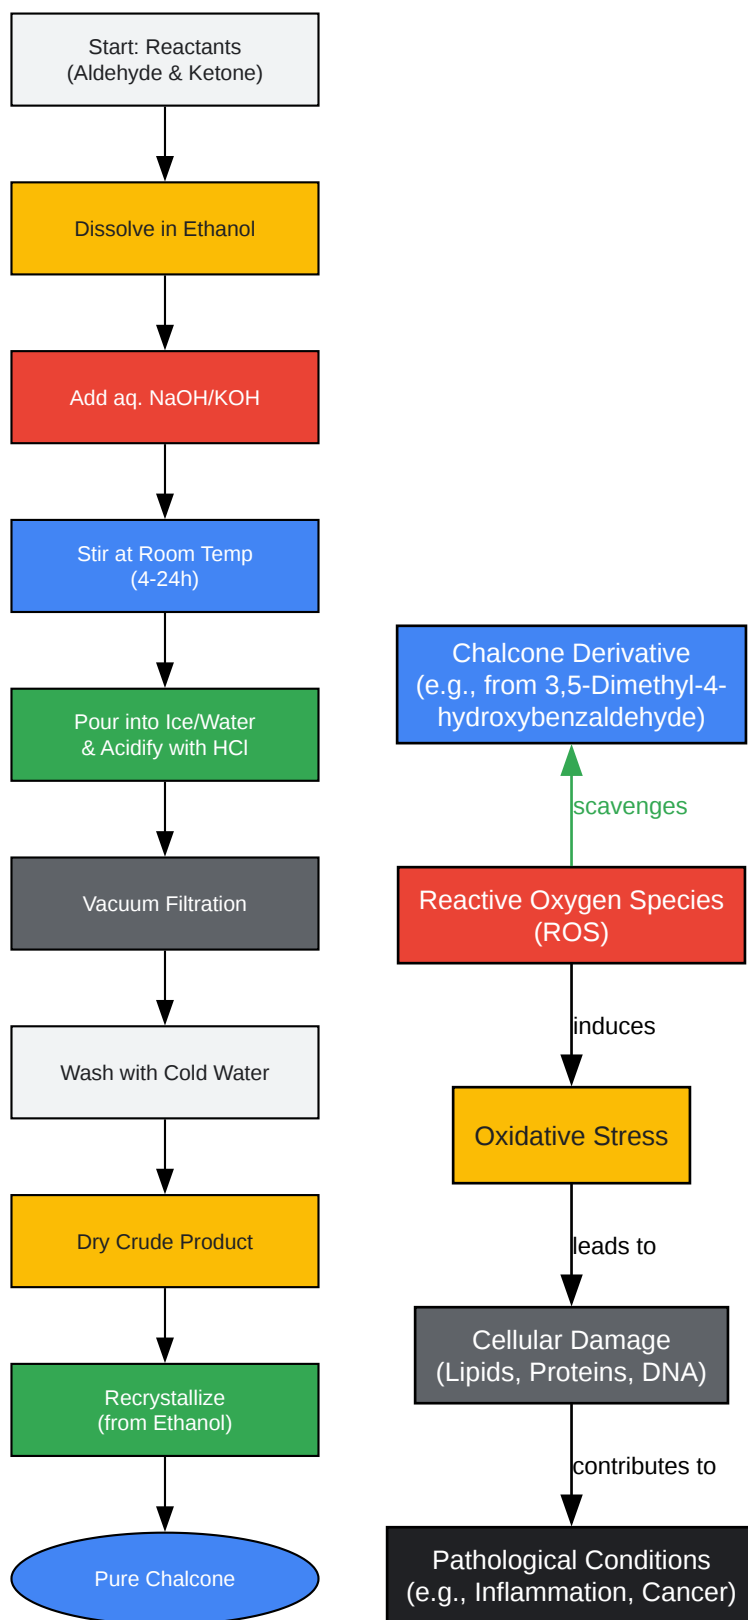 Start: Reactants
(Aldehyde & Ketone)
Dissolve in Ethanol
Add aq. NaOH/KOH
Stir at Room Temp
(4-24h)
Pour into Ice/Water
& Acidify with HCl
Vacuum Filtration
Wash with Cold Water
Dry Crude Product
Recrystallize
(from Ethanol)
Pure Chalcone
Chalcone Derivative
(e.g., from 3,5-Dimethyl-4-
hydroxybenzaldehyde)
scavenges
Reactive Oxygen Species
(ROS)
induces
Oxidative Stress
leads to
Cellular Damage
(Lipids, Proteins, DNA)
contributes to
Pathological Conditions
(e.g., Inflammation, Cancer)